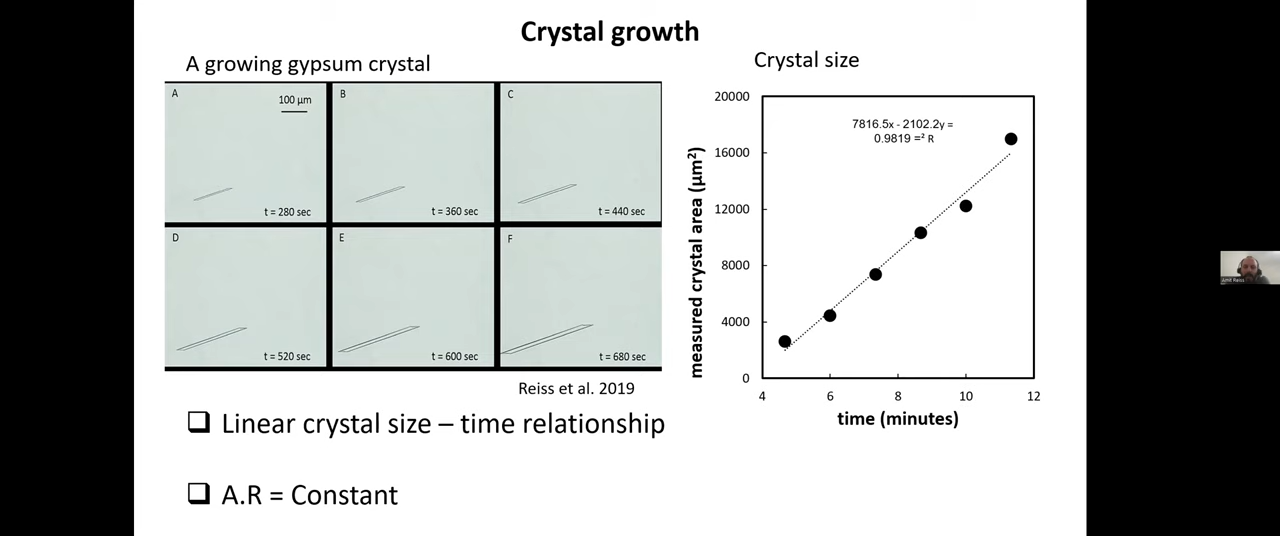 Crystal growth
A growing gypsum crystal
A
100 µm
t = 280 sec
B
t = 360 sec
C
t = 440 sec
D
t = 520 sec
E
t = 600 sec
F
t = 680 sec
Reiss et al. 2019
Crystal size
measured crystal area (µm²)
20000
16000
12000
8000
4000
0
7816.5x - 2102.2y =
0.9819 =² R
4 6 8 10 12
time (minutes)
❑ Linear crystal size – time relationship
❑ A.R = Constant
Amit Reiss